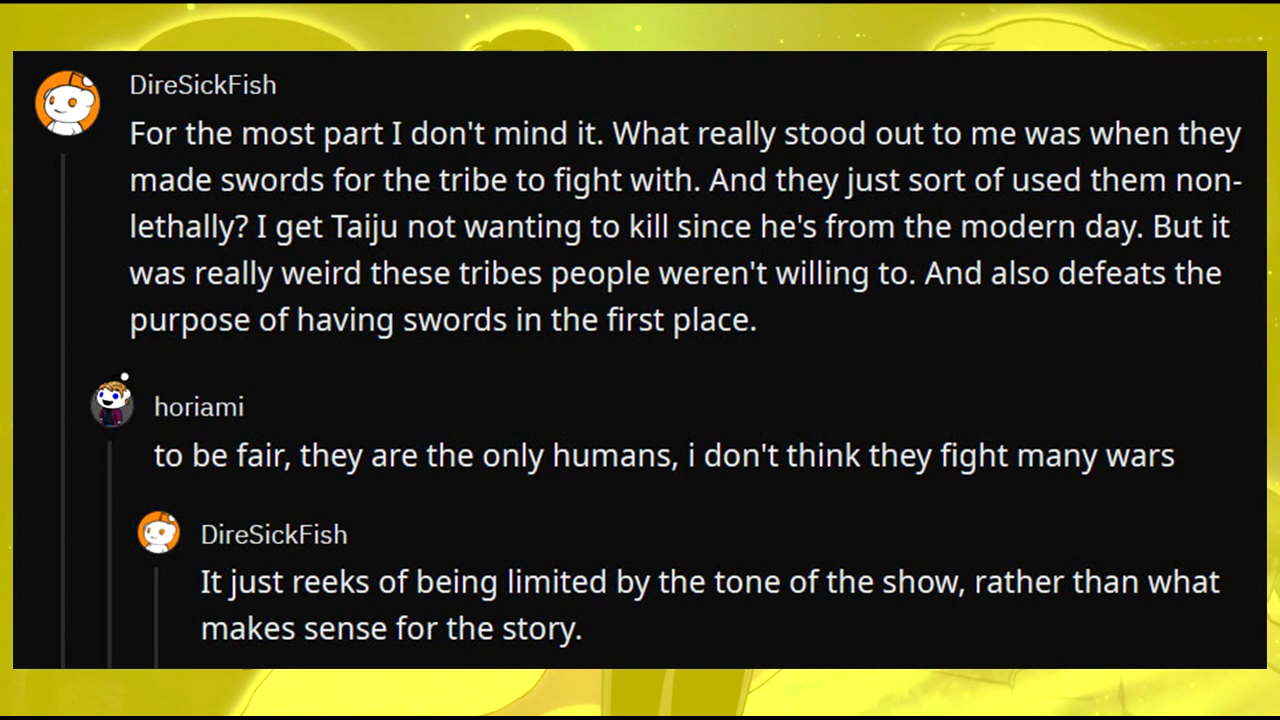 DireSickFish
For the most part I don't mind it. What really stood out to me was when they
made swords for the tribe to fight with. And they just sort of used them non-
lethally? I get Taiju not wanting to kill since he's from the modern day. But it
was really weird these tribes people weren't willing to. And also defeats the
purpose of having swords in the first place.
horiami
to be fair, they are the only humans, i don't think they fight many wars
DireSickFish
It just reeks of being limited by the tone of the show, rather than what
makes sense for the story.